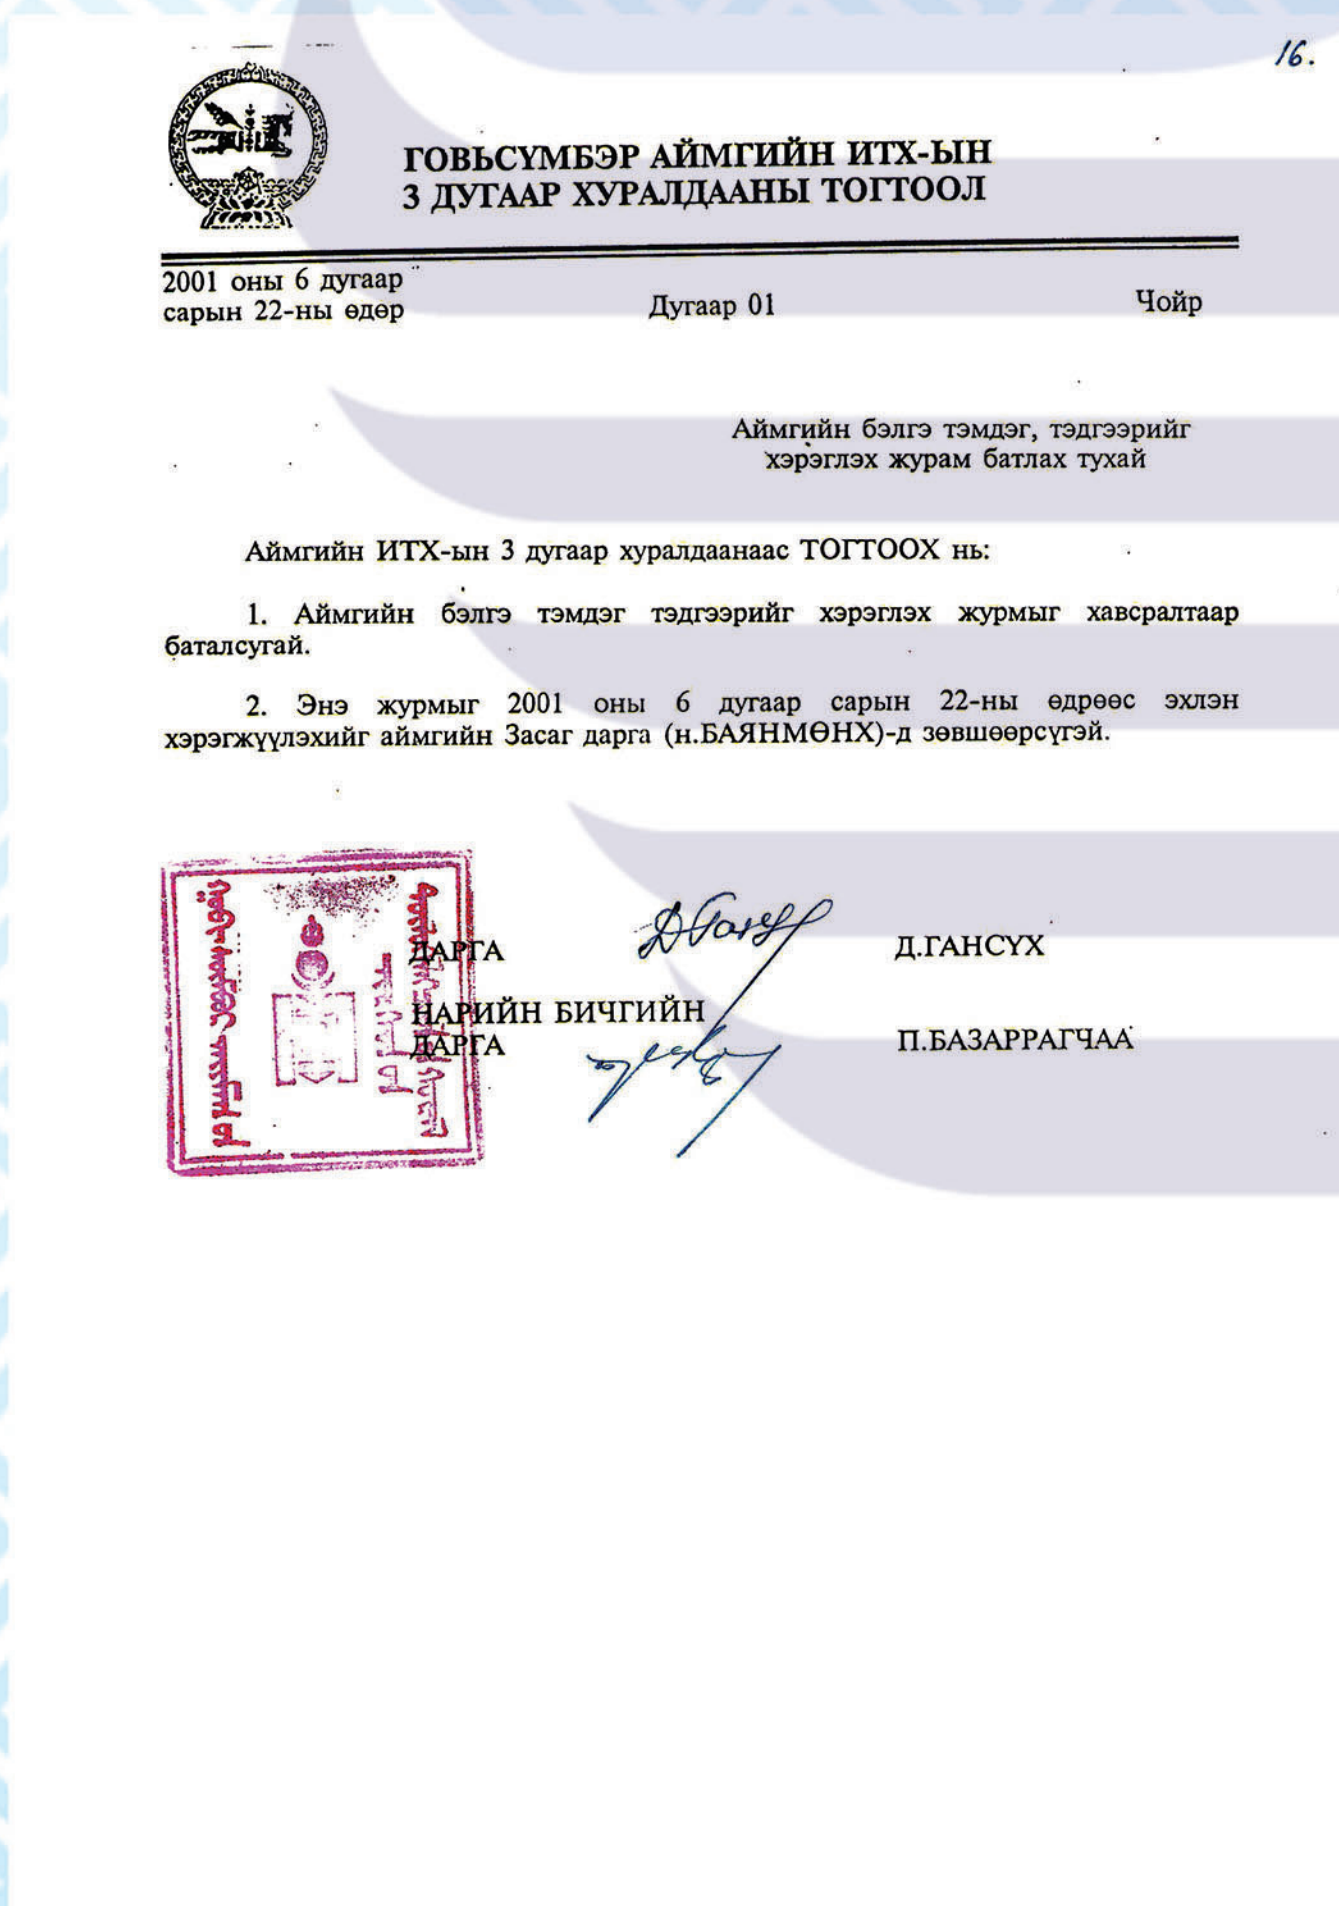 16.
ГОВЬСҮМБЭР АЙМГИЙН ИТХ-ЫН
3 ДУГААР ХУРАЛДААНЫ ТОГТООЛ
2001 оны 6 дугаар
сарын 22-ны өдөр
Дугаар 01
Чойр
Аймгийн бэлгэ тэмдэг, тэдгээрийг
хэрэглэх журам батлах тухай
Аймгийн ИТХ-ын 3 дугаар хуралдаанаас ТОГТООХ нь:
1. Аймгийн бэлгэ тэмдэг тэдгээрийг хэрэглэх журмыг хавсралтаар
баталсугай.
2. Энэ журмыг 2001 оны 6 дугаар сарын 22-ны өдрөөс эхлэн
хэрэгжүүлэхийг аймгийн Засаг дарга (н.БАЯНМӨНХ)-д зөвшөөрсүгэй.
ДАРГА Д.ГАНСҮХ
НАРИЙН БИЧГИЙН
ДАРГА П.БАЗАРРАГЧАА